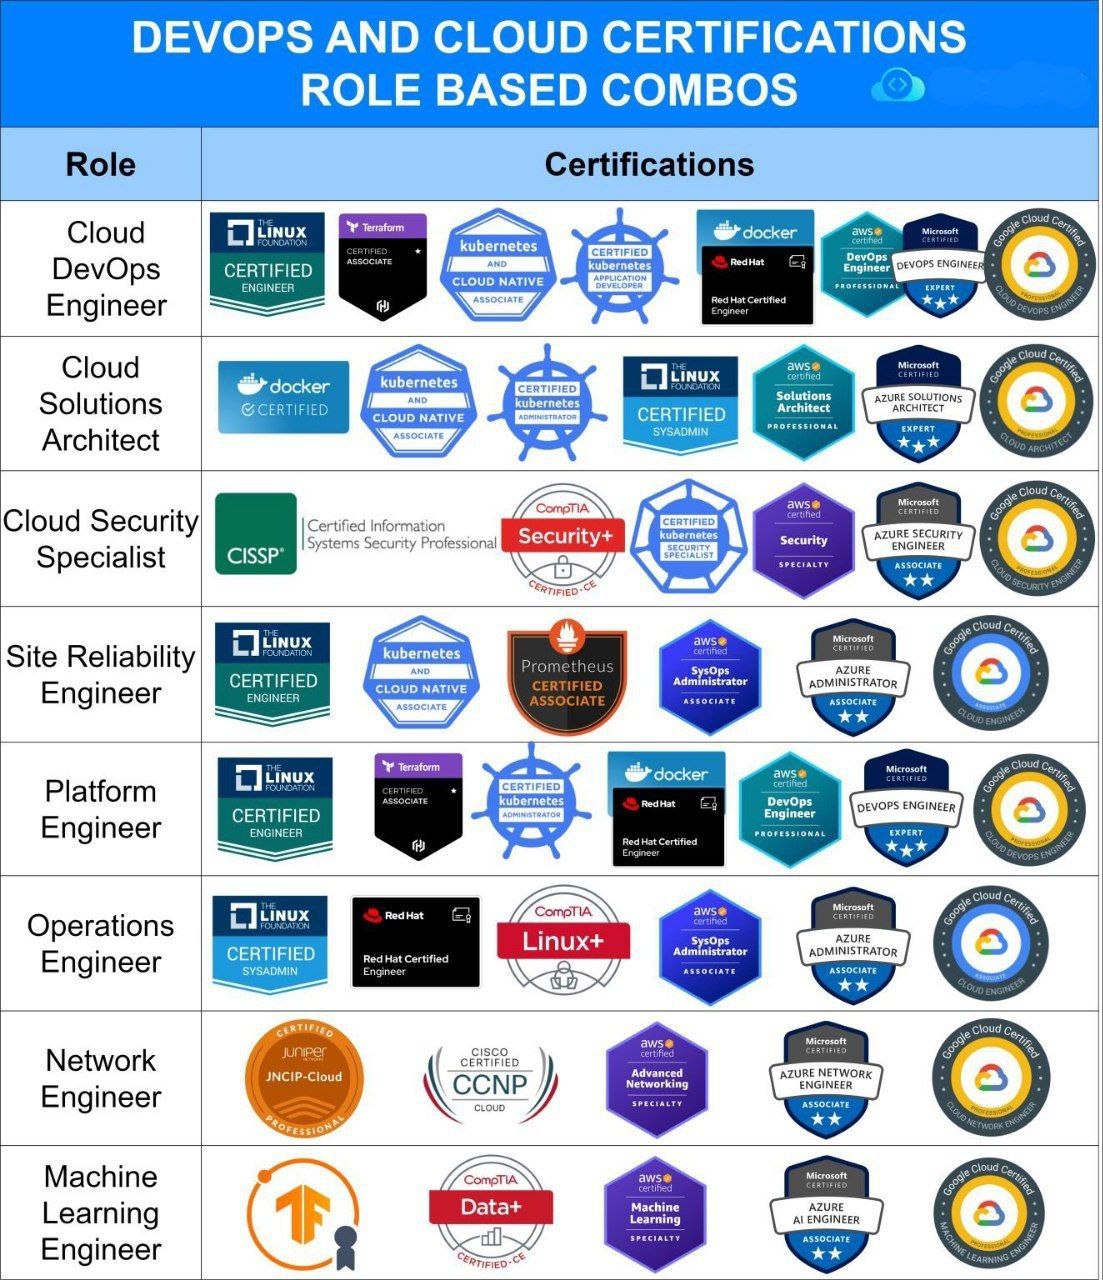 DEVOPS AND CLOUD CERTIFICATIONS
ROLE BASED COMBOS
Role
Certifications
Cloud
DevOps
Engineer
THE
LINUX
FOUNDATION
CERTIFIED
ENGINEER
Terraform
CERTIFIED
ASSOCIATE
kubernetes
AND
CLOUD NATIVE
ASSOCIATE
CERTIFIED
kubernetes
APPLICATION
DEVELOPER
docker
Red Hat
Red Hat Certified
Engineer
aws
certified
DevOps
Engineer
PROFESSIONAL
Microsoft
CERTIFIED
DEVOPS ENGINEER
EXPERT
Google Cloud Certified
PROFESSIONAL
CLOUD DEVOPS ENGINEER
Cloud
Solutions
Architect
docker
CERTIFIED
kubernetes
AND
CLOUD NATIVE
ASSOCIATE
CERTIFIED
kubernetes
ADMINISTRATOR
THE
LINUX
FOUNDATION
CERTIFIED
SYSADMIN
aws
certified
Solutions
Architect
PROFESSIONAL
Microsoft
CERTIFIED
AZURE SOLUTIONS
ARCHITECT
EXPERT
Google Cloud Certified
PROFESSIONAL
CLOUD ARCHITECT
Cloud Security
Specialist
CISSP®
Certified Information
Systems Security Professional
CompTIA
Security+
CERTIFIED·CE
CERTIFIED
kubernetes
SECURITY
SPECIALIST
aws
certified
Security
SPECIALTY
Microsoft
CERTIFIED
AZURE SECURITY
ENGINEER
ASSOCIATE
Google Cloud Certified
PROFESSIONAL
CLOUD SECURITY ENGINEER
Site Reliability
Engineer
THE
LINUX
FOUNDATION
CERTIFIED
ENGINEER
kubernetes
AND
CLOUD NATIVE
ASSOCIATE
Prometheus
CERTIFIED
ASSOCIATE
aws
certified
SysOps
Administrator
ASSOCIATE
Microsoft
CERTIFIED
AZURE
ADMINISTRATOR
ASSOCIATE
Google Cloud Certified
ASSOCIATE
CLOUD ENGINEER
Platform
Engineer
THE
LINUX
FOUNDATION
CERTIFIED
ENGINEER
Terraform
CERTIFIED
ASSOCIATE
CERTIFIED
kubernetes
ADMINISTRATOR
docker
Red Hat
Red Hat Certified
Engineer
aws
certified
DevOps
Engineer
PROFESSIONAL
Microsoft
CERTIFIED
DEVOPS ENGINEER
EXPERT
Google Cloud Certified
PROFESSIONAL
CLOUD DEVOPS ENGINEER
Operations
Engineer
THE
LINUX
FOUNDATION
CERTIFIED
SYSADMIN
Red Hat
Red Hat Certified
Engineer
CompTIA
Linux+
aws
certified
SysOps
Administrator
ASSOCIATE
Microsoft
CERTIFIED
AZURE
ADMINISTRATOR
ASSOCIATE
Google Cloud Certified
ASSOCIATE
CLOUD ENGINEER
Network
Engineer
CERTIFIED
JUNIPER
NETWORKS
JNCIP-Cloud
PROFESSIONAL
CISCO
CERTIFIED
CCNP
CLOUD
aws
certified
Advanced
Networking
SPECIALTY
Microsoft
CERTIFIED
AZURE NETWORK
ENGINEER
ASSOCIATE
Google Cloud Certified
PROFESSIONAL
CLOUD NETWORK ENGINEER
Machine
Learning
Engineer
CompTIA
Data+
CERTIFIED·CE
aws
certified
Machine
Learning
SPECIALTY
Microsoft
CERTIFIED
AZURE
AI ENGINEER
ASSOCIATE
Google Cloud Certified
PROFESSIONAL
MACHINE LEARNING ENGINEER